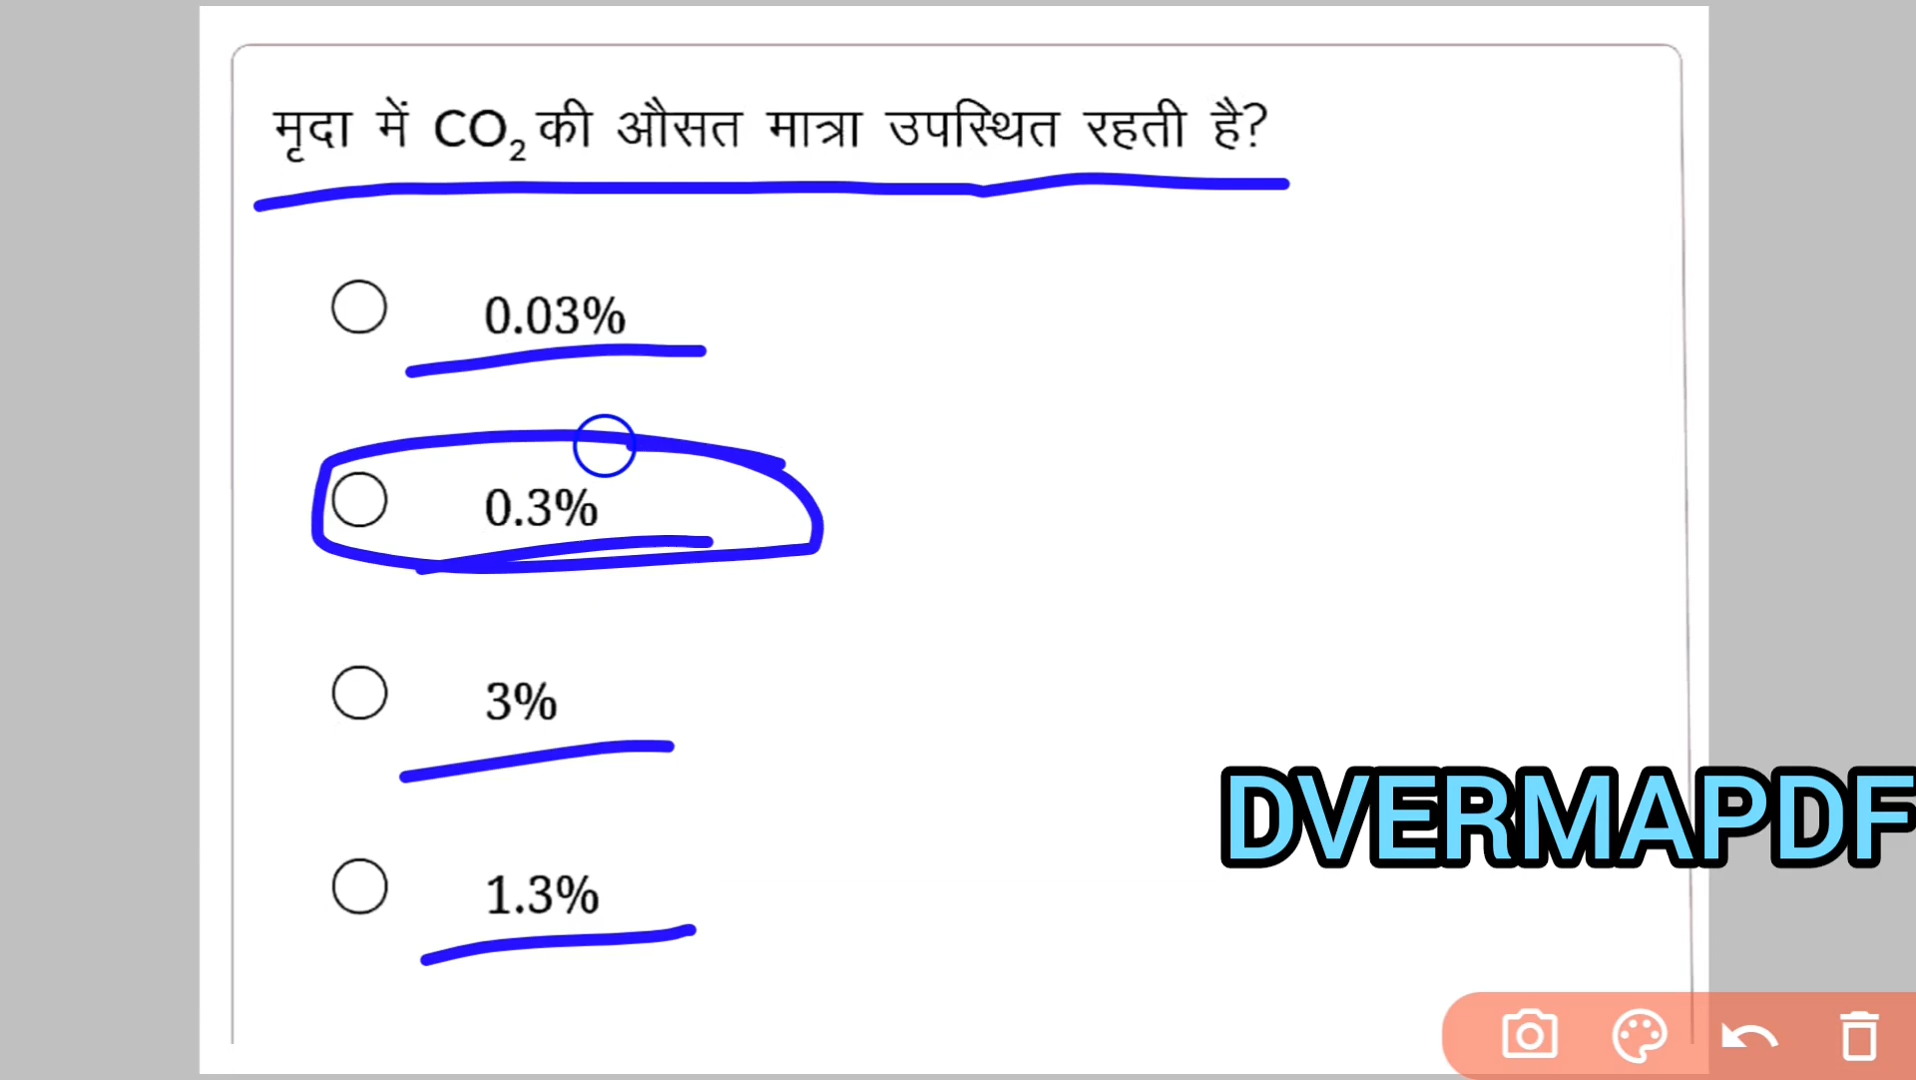 मृदा में CO₂ की औसत मात्रा उपस्थित रहती है?
0.03%
0.3%
3%
1.3%
DVERMAPDF